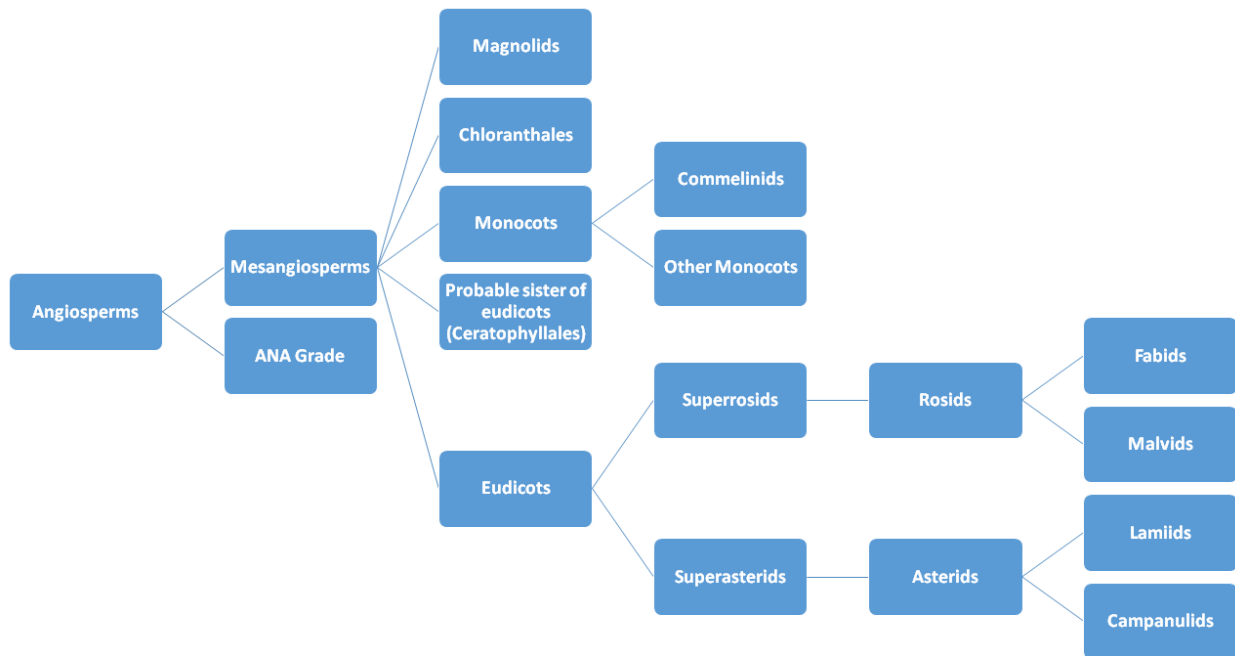 Magnolids
Chloranthales
Commelinids
Monocots
Mesangiosperms
Other Monocots
Angiosperms
Probable sister of
eudicots
(Ceratophyllales)
ANA Grade
Fabids
Superrosids
Rosids
Malvids
Eudicots
Lamiids
Superasterids
Asterids
Campanulids